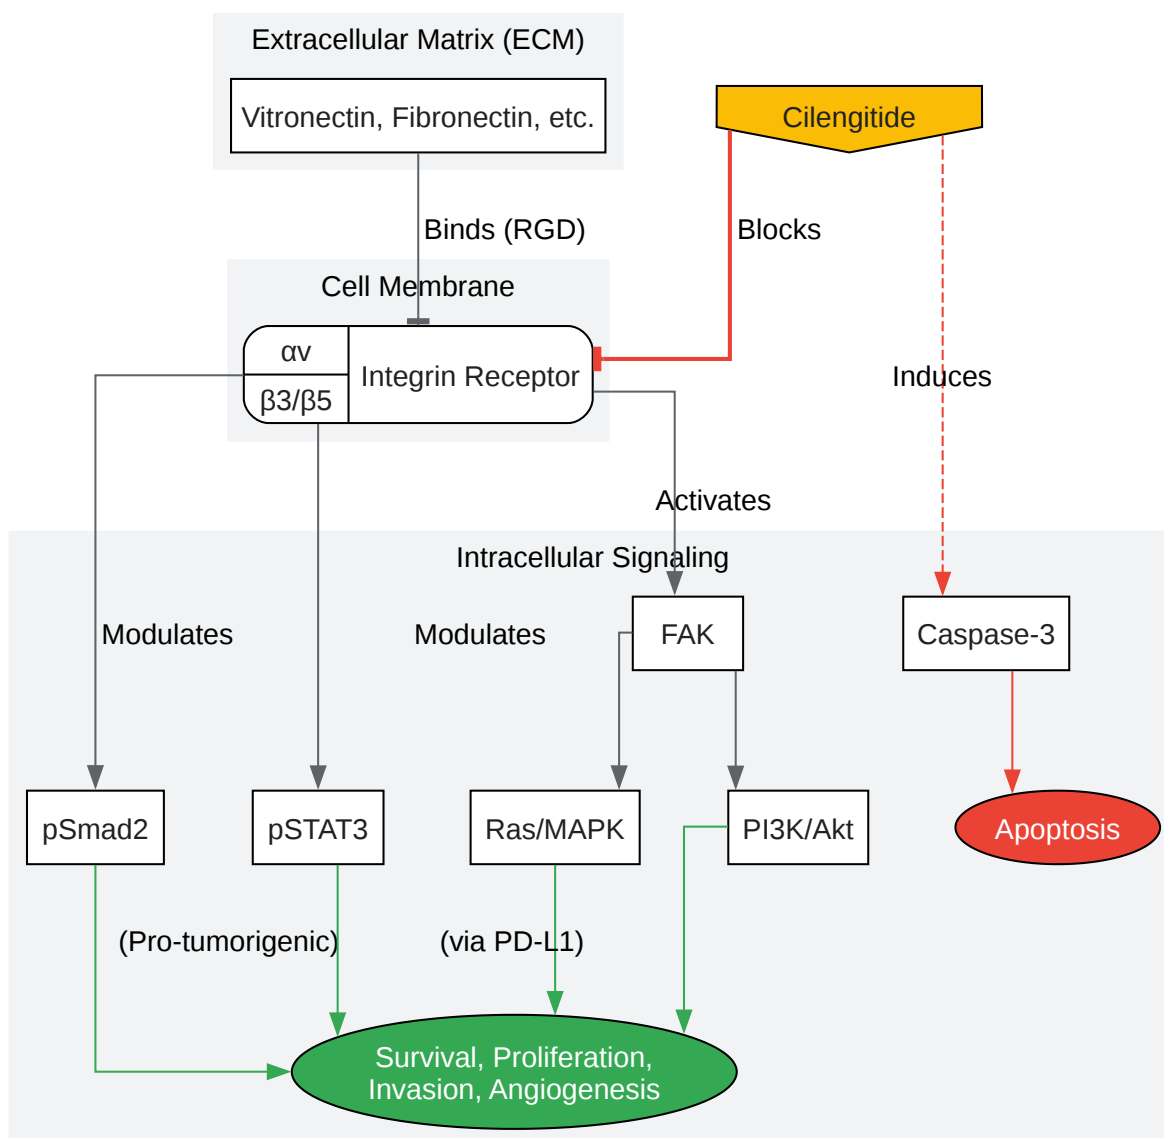 Extracellular Matrix (ECM)
Vitronectin, Fibronectin, etc.
Cilengitide
Binds (RGD)
Blocks
Cell Membrane
αv
β3/β5
Integrin Receptor
Induces
Activates
Intracellular Signaling
Modulates
Modulates
FAK
Caspase-3
pSmad2
pSTAT3
Ras/MAPK
PI3K/Akt
Apoptosis
(Pro-tumorigenic)
(via PD-L1)
Survival, Proliferation,
Invasion, Angiogenesis